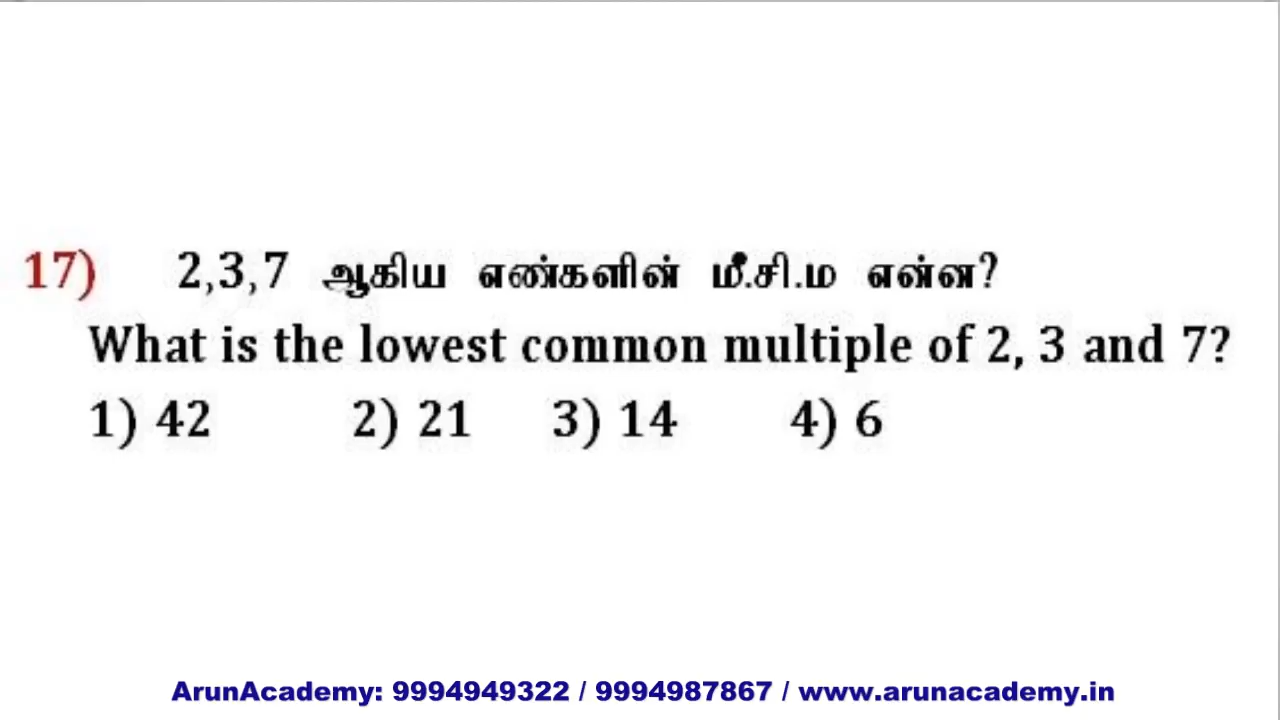 17) 2,3,7 ஆகிய எண்களின் மீ.சி.ம என்ன?
What is the lowest common multiple of 2, 3 and 7?
1) 42 2) 21 3) 14 4) 6
ArunAcademy: 9994949322 / 9994987867 / www.arunacademy.in